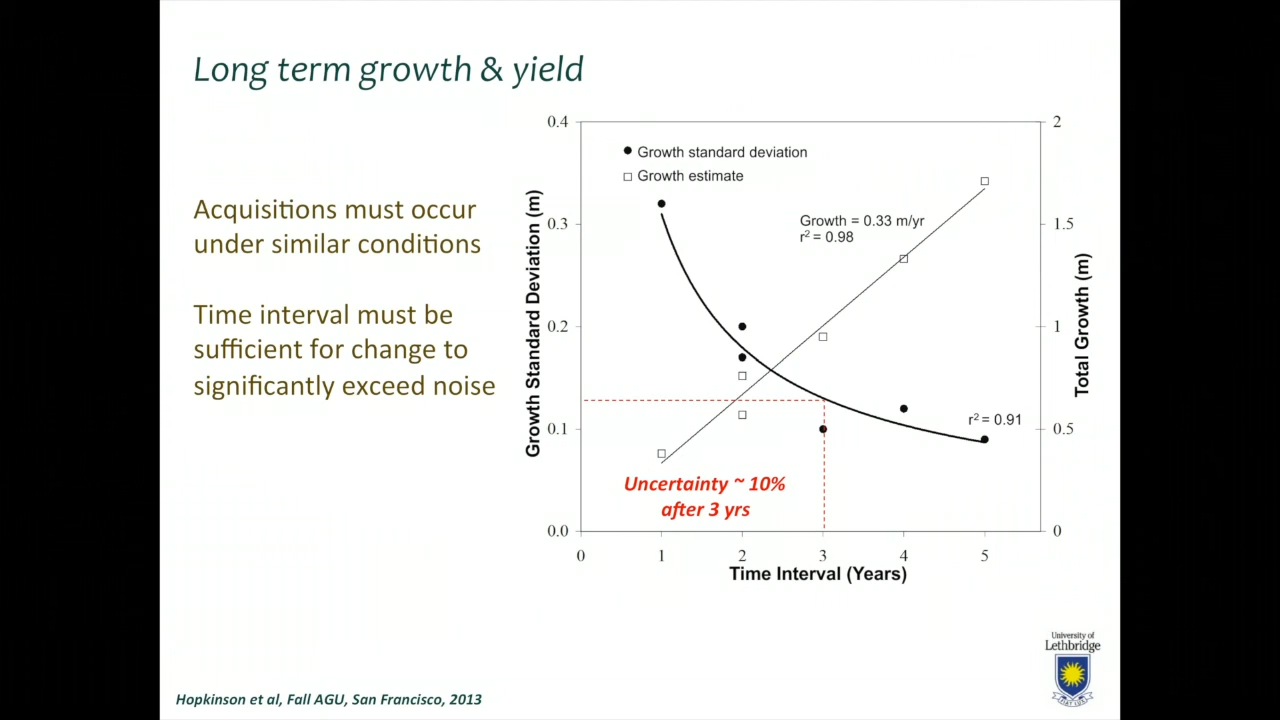 Long term growth & yield
Acquisitions must occur
under similar conditions
Time interval must be
sufficient for change to
significantly exceed noise
Growth Standard Deviation (m)
0.4
0.3
0.2
0.1
0.0
Growth standard deviation
Growth estimate
Growth = 0.33 m/yr
r² = 0.98
r² = 0.91
Uncertainty ~ 10%
after 3 yrs
2
1.5
1
0.5
0
Total Growth (m)
0 1 2 3 4 5
Time Interval (Years)
University of
Lethbridge
FIAT LUX
Hopkinson et al, Fall AGU, San Francisco, 2013